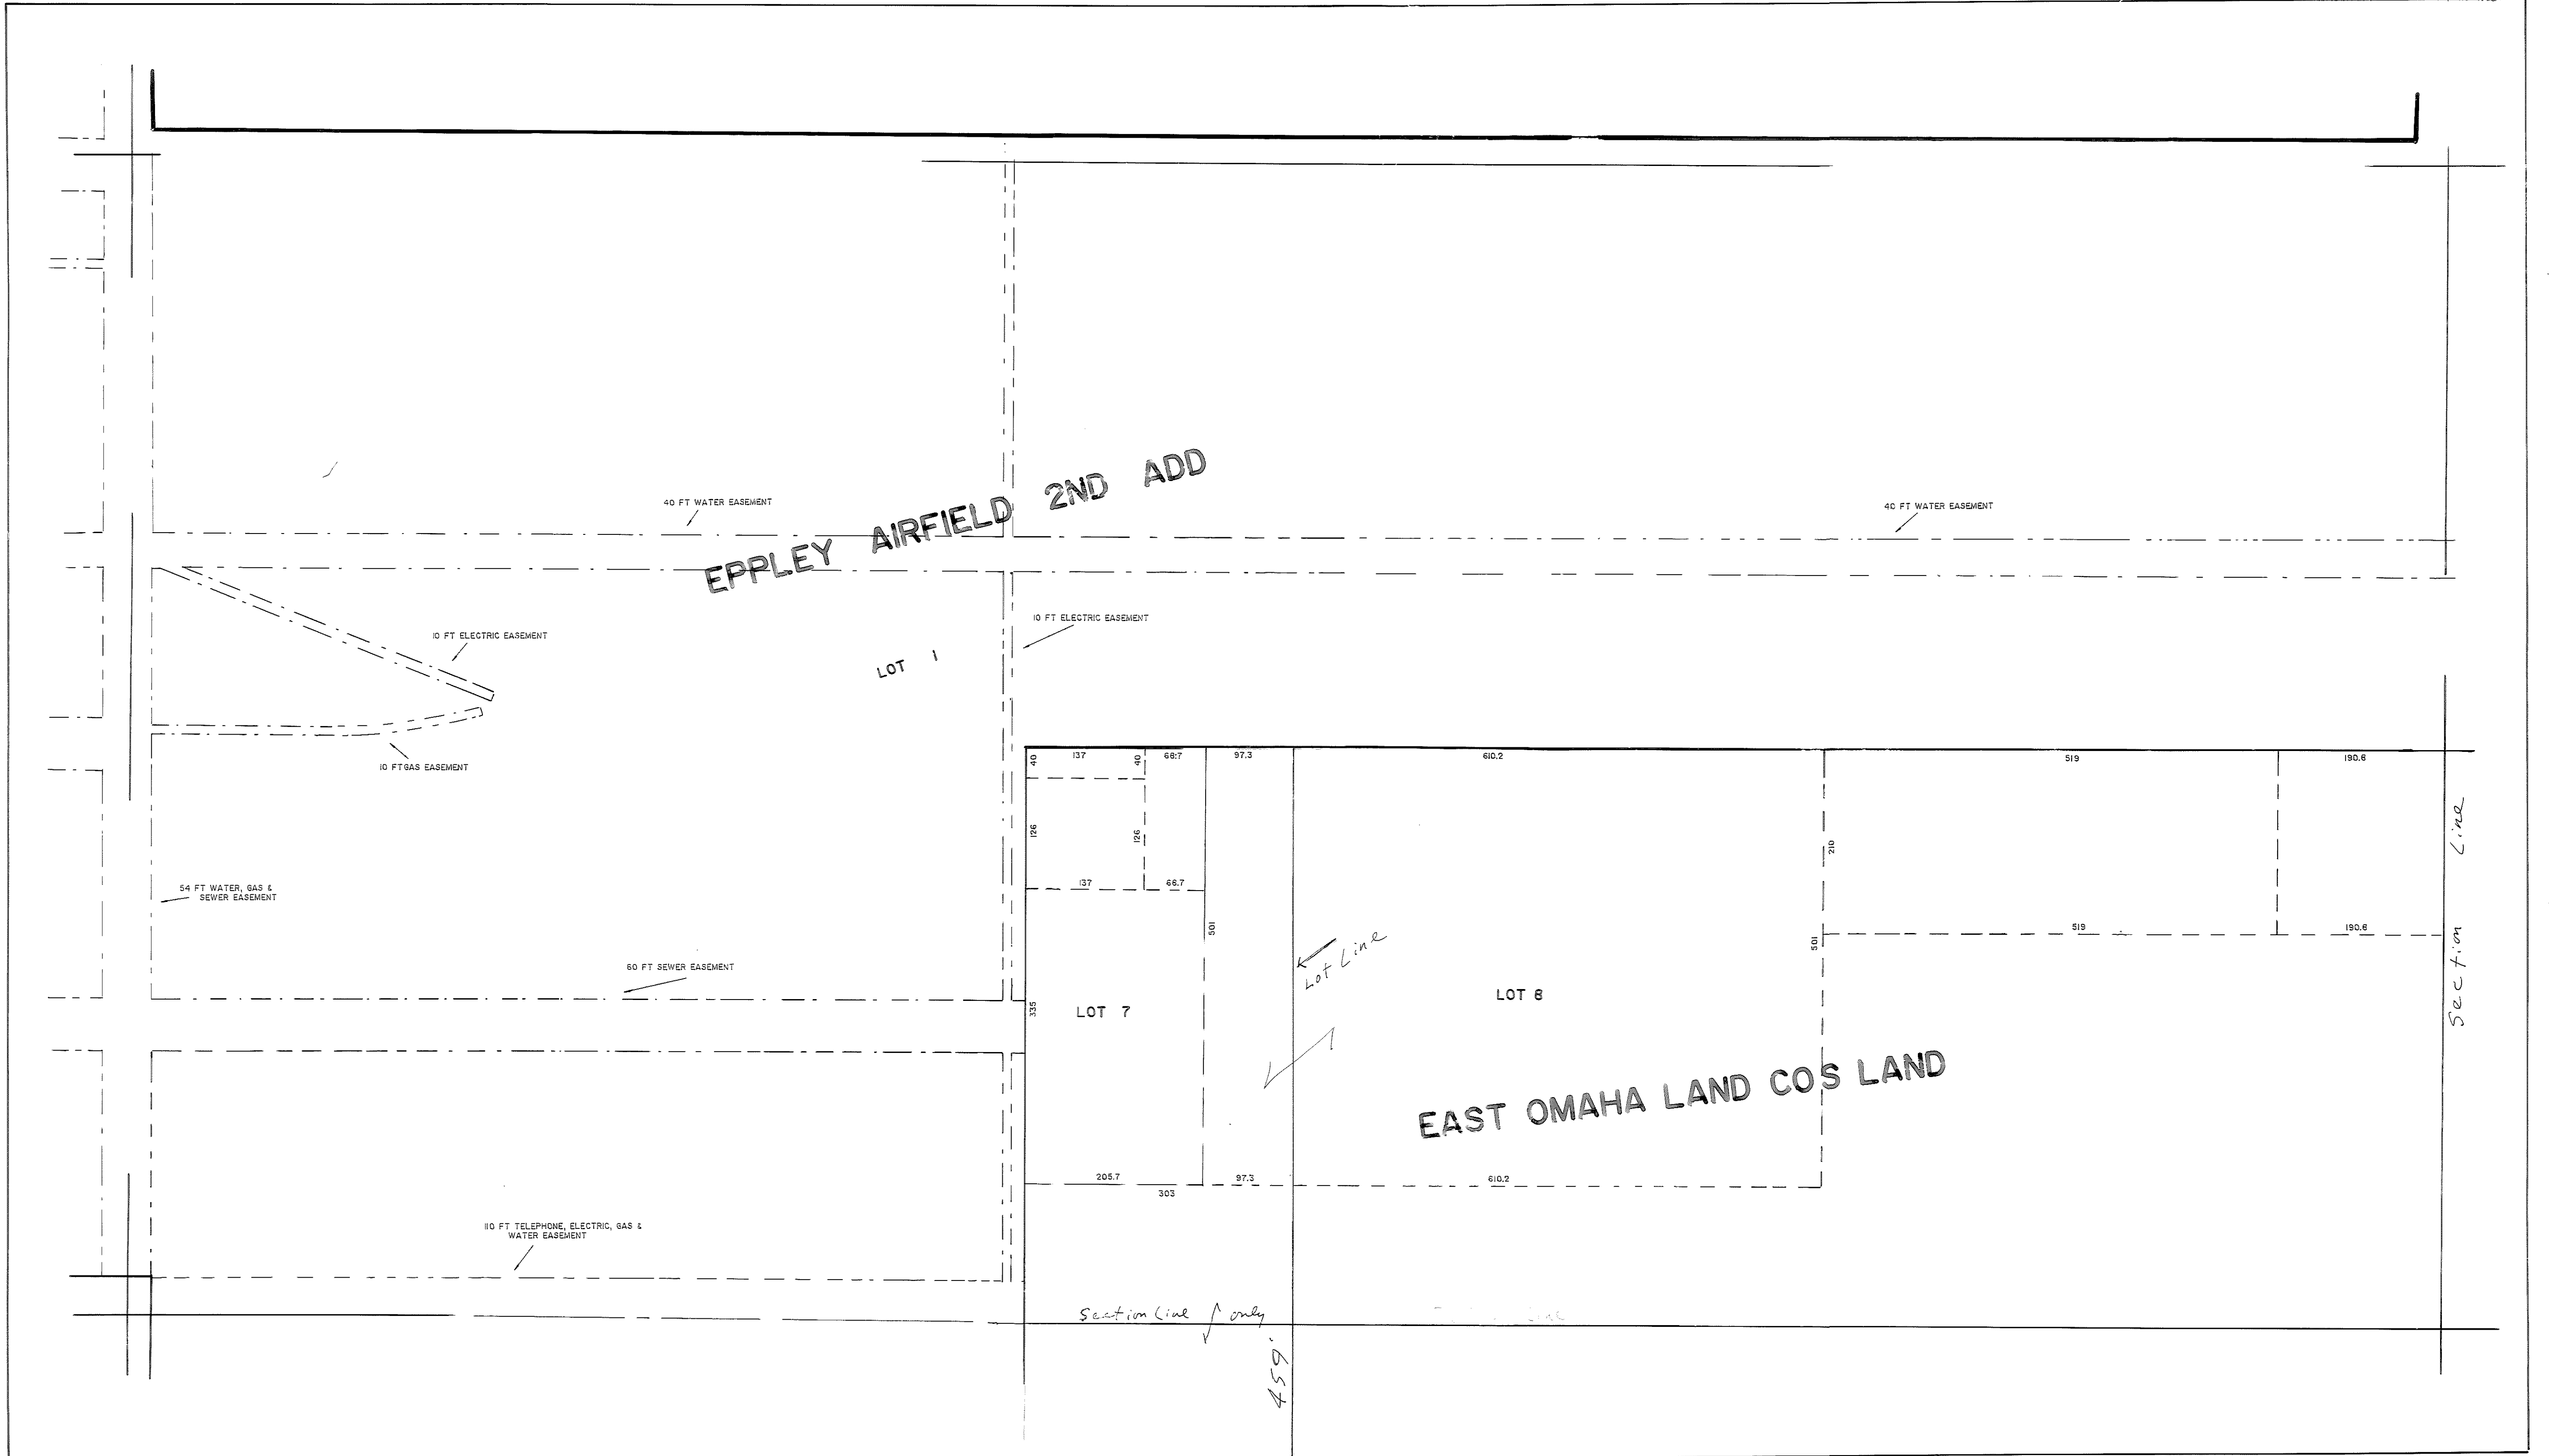 40 FT WATER EASEMENT
40 FT WATER EASEMENT
EPPLEY AIRFIELD 2ND ADD
10 FT ELECTRIC EASEMENT
10 FT ELECTRIC EASEMENT
LOT 1
10 FT GAS EASEMENT
40
137
40
66.7
97.3
610.2
519
190.6
126
126
210
137
66.7
54 FT WATER, GAS &
SEWER EASEMENT
501
501
519
190.6
Section Line
Lot Line
60 FT SEWER EASEMENT
335
LOT 7
LOT 8
EAST OMAHA LAND COS LAND
205.7
97.3
610.2
303
110 FT TELEPHONE, ELECTRIC, GAS &
WATER EASEMENT
Section Line only
459'